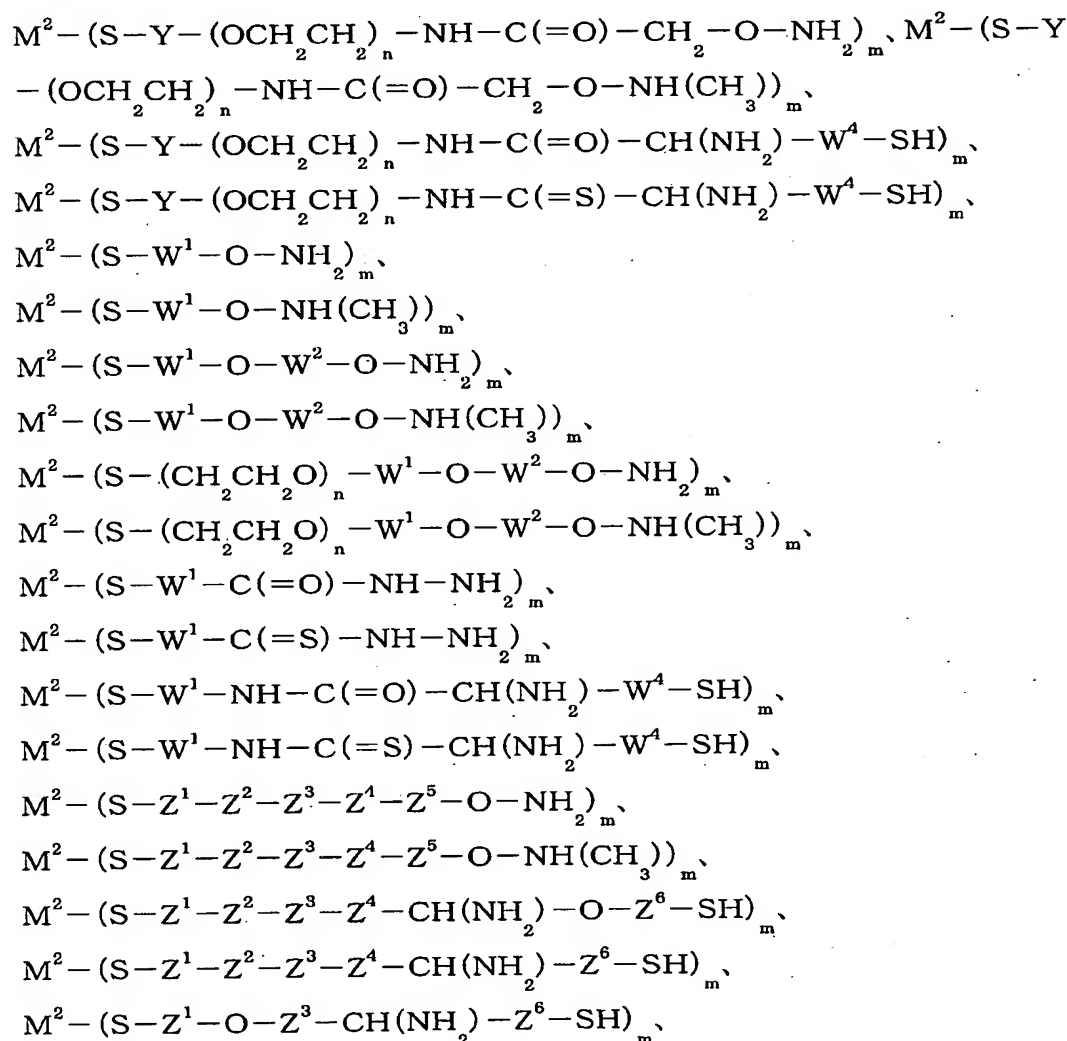 M²−(S−Y−(OCH₂CH₂)ₙ−NH−C(=O)−CH₂−O−NH₂)ₘ、M²−(S−Y
−(OCH₂CH₂)ₙ−NH−C(=O)−CH₂−O−NH(CH₃))ₘ、
M²−(S−Y−(OCH₂CH₂)ₙ−NH−C(=O)−CH(NH₂)−W⁴−SH)ₘ、
M²−(S−Y−(OCH₂CH₂)ₙ−NH−C(=S)−CH(NH₂)−W⁴−SH)ₘ、
M²−(S−W¹−O−NH₂)ₘ、
M²−(S−W¹−O−NH(CH₃))ₘ、
M²−(S−W¹−O−W²−O−NH₂)ₘ、
M²−(S−W¹−O−W²−O−NH(CH₃))ₘ、
M²−(S−(CH₂CH₂O)ₙ−W¹−O−W²−O−NH₂)ₘ、
M²−(S−(CH₂CH₂O)ₙ−W¹−O−W²−O−NH(CH₃))ₘ、
M²−(S−W¹−C(=O)−NH−NH₂)ₘ、
M²−(S−W¹−C(=S)−NH−NH₂)ₘ、
M²−(S−W¹−NH−C(=O)−CH(NH₂)−W⁴−SH)ₘ、
M²−(S−W¹−NH−C(=S)−CH(NH₂)−W⁴−SH)ₘ、
M²−(S−Z¹−Z²−Z³−Z⁴−Z⁵−O−NH₂)ₘ、
M²−(S−Z¹−Z²−Z³−Z⁴−Z⁵−O−NH(CH₃))ₘ、
M²−(S−Z¹−Z²−Z³−Z⁴−CH(NH₂)−O−Z⁶−SH)ₘ、
M²−(S−Z¹−Z²−Z³−Z⁴−CH(NH₂)−Z⁶−SH)ₘ、
M²−(S−Z¹−O−Z³−CH(NH₂)−Z⁶−SH)ₘ、